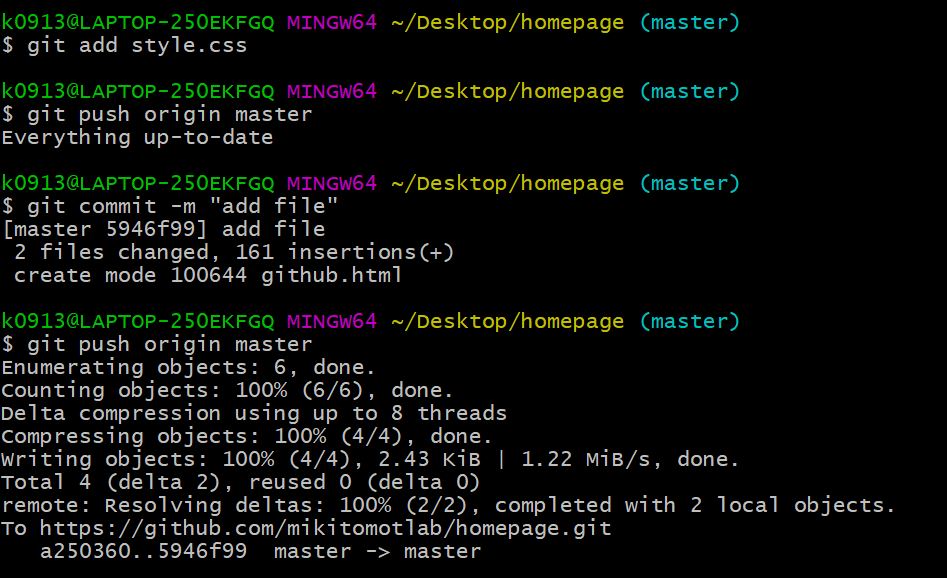 k0913@LAPTOP-250EKFGQ MINGW64 ~/Desktop/homepage (master)
$ git add style.css
k0913@LAPTOP-250EKFGQ MINGW64 ~/Desktop/homepage (master)
$ git push origin master
Everything up-to-date
k0913@LAPTOP-250EKFGQ MINGW64 ~/Desktop/homepage (master)
$ git commit -m "add file"
[master 5946f99] add file
 2 files changed, 161 insertions(+)
 create mode 100644 github.html
k0913@LAPTOP-250EKFGQ MINGW64 ~/Desktop/homepage (master)
$ git push origin master
Enumerating objects: 6, done.
Counting objects: 100% (6/6), done.
Delta compression using up to 8 threads
Compressing objects: 100% (4/4), done.
Writing objects: 100% (4/4), 2.43 KiB | 1.22 MiB/s, done.
Total 4 (delta 2), reused 0 (delta 0)
remote: Resolving deltas: 100% (2/2), completed with 2 local objects.
To https://github.com/mikitomotlab/homepage.git
   a250360..5946f99  master -> master